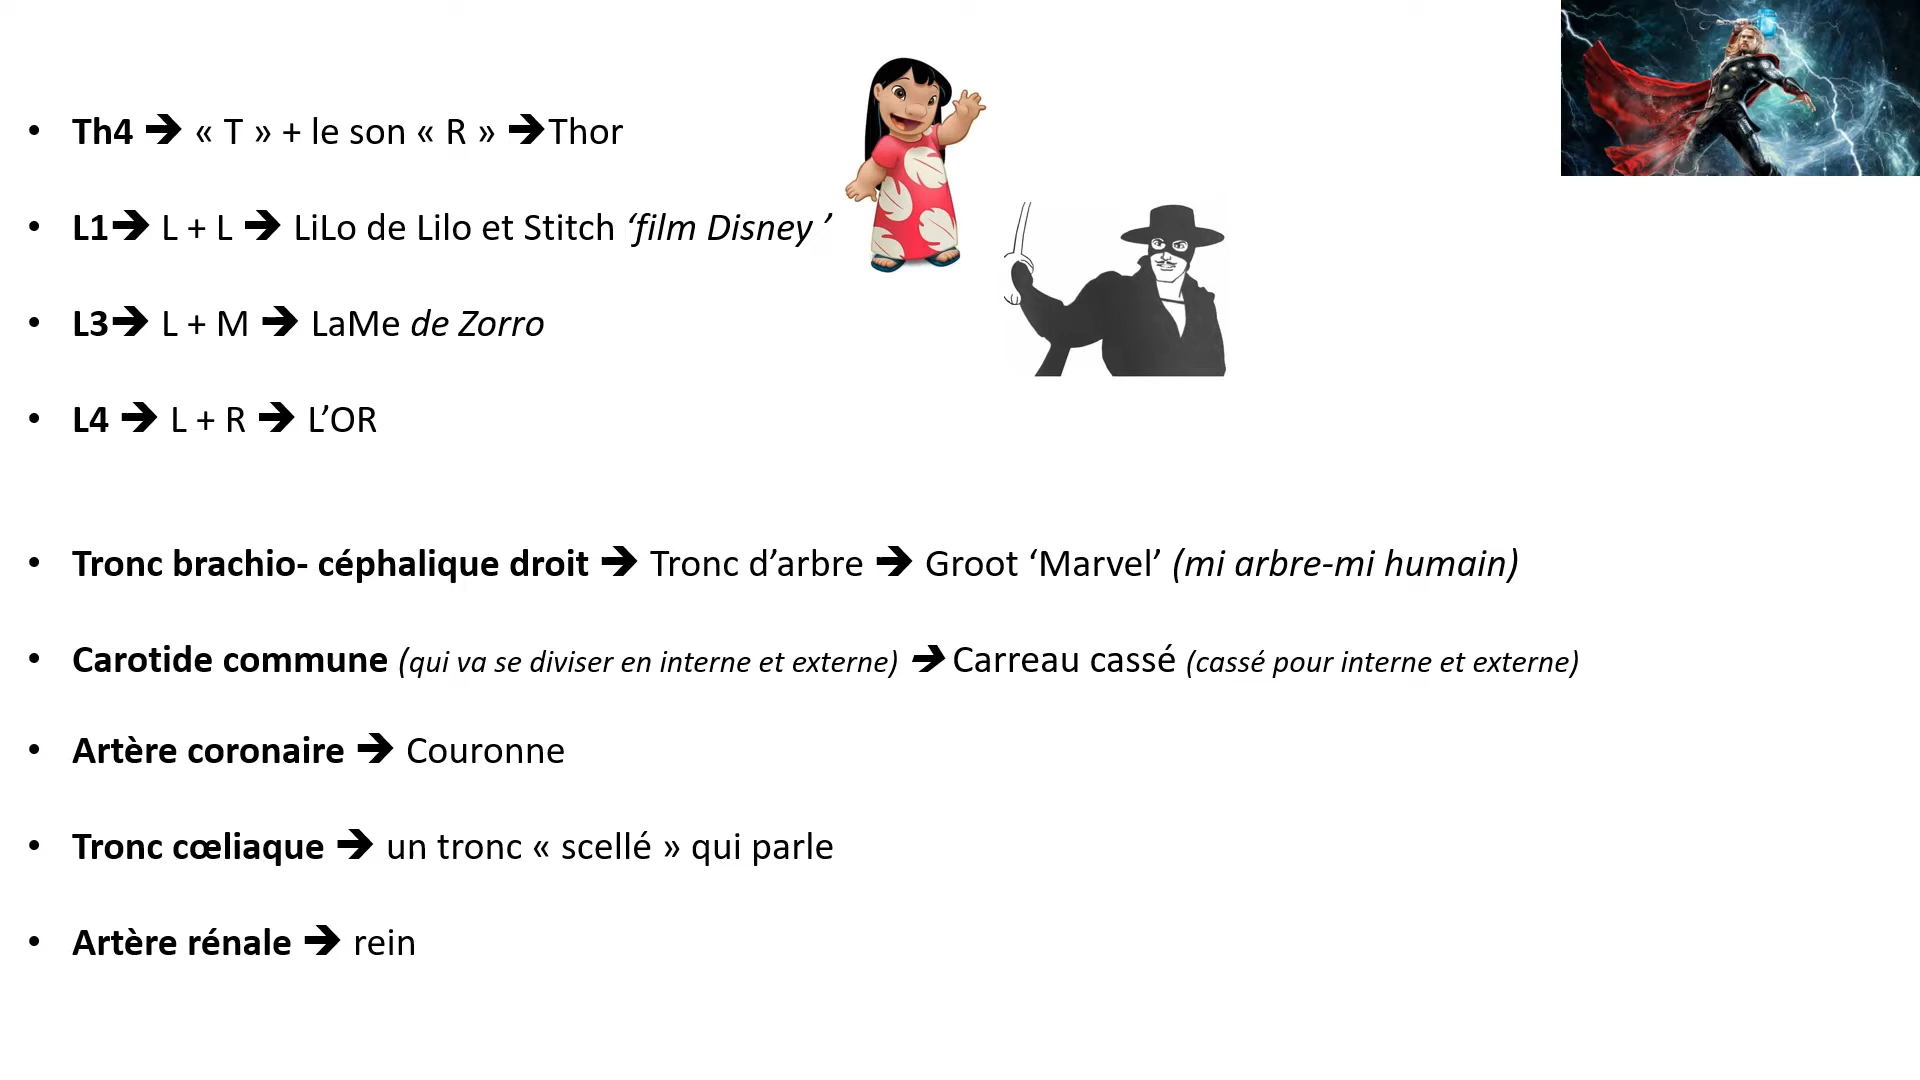 • Th4 ➔ « T » + le son « R » ➔Thor
• L1➔ L + L ➔ LiLo de Lilo et Stitch ‘film Disney ’
• L3➔ L + M ➔ LaMe de Zorro
• L4 ➔ L + R ➔ L’OR
• Tronc brachio- céphalique droit ➔ Tronc d’arbre ➔ Groot ‘Marvel’ (mi arbre-mi humain)
• Carotide commune (qui va se diviser en interne et externe) ➔Carreau cassé (cassé pour interne et externe)
• Artère coronaire ➔ Couronne
• Tronc cœliaque ➔ un tronc « scellé » qui parle
• Artère rénale ➔ rein